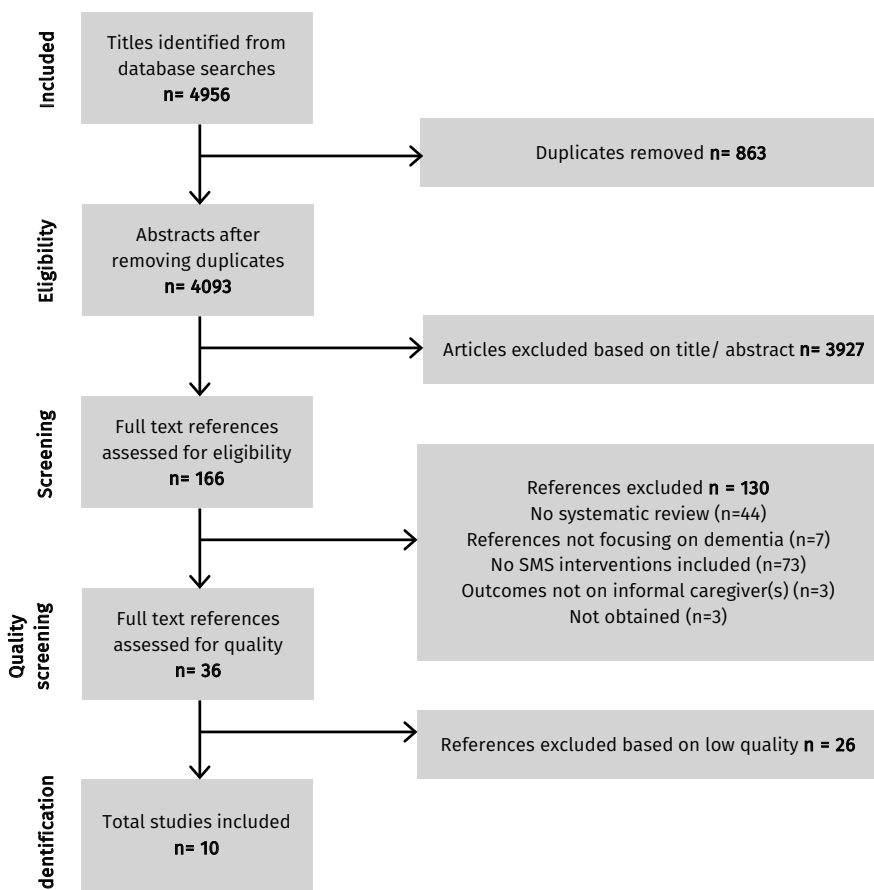 Included
Titles identified from
database searches
n= 4956
Duplicates removed n= 863
Eligibility
Abstracts after
removing duplicates
n= 4093
Articles excluded based on title/ abstract n= 3927
Screening
Full text references
assessed for eligibility
n= 166
References excluded n = 130
No systematic review (n=44)
References not focusing on dementia (n=7)
No SMS interventions included (n=73)
Outcomes not on informal caregiver(s) (n=3)
Not obtained (n=3)
Quality
screening
Full text references
assessed for quality
n= 36
References excluded based on low quality n = 26
dentification
Total studies included
n= 10